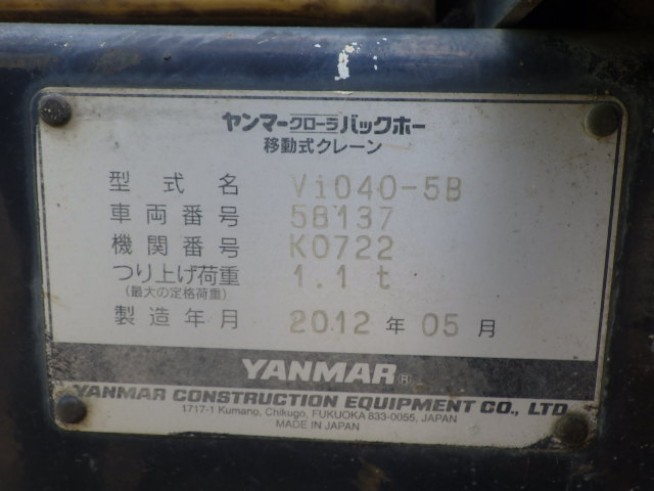 ヤンマークローラバックホー
移動式クレーン
型式名 ViO40-5B
車両番号 58137
機関番号 K0722
つり上げ荷重 1.1 t
(最大の定格荷重)
製造年月 2012 年 05 月
YANMAR®
YANMAR CONSTRUCTION EQUIPMENT CO., LTD.
1717-1 Kumano, Chikugo, FUKUOKA 833-0055, JAPAN
MADE IN JAPAN